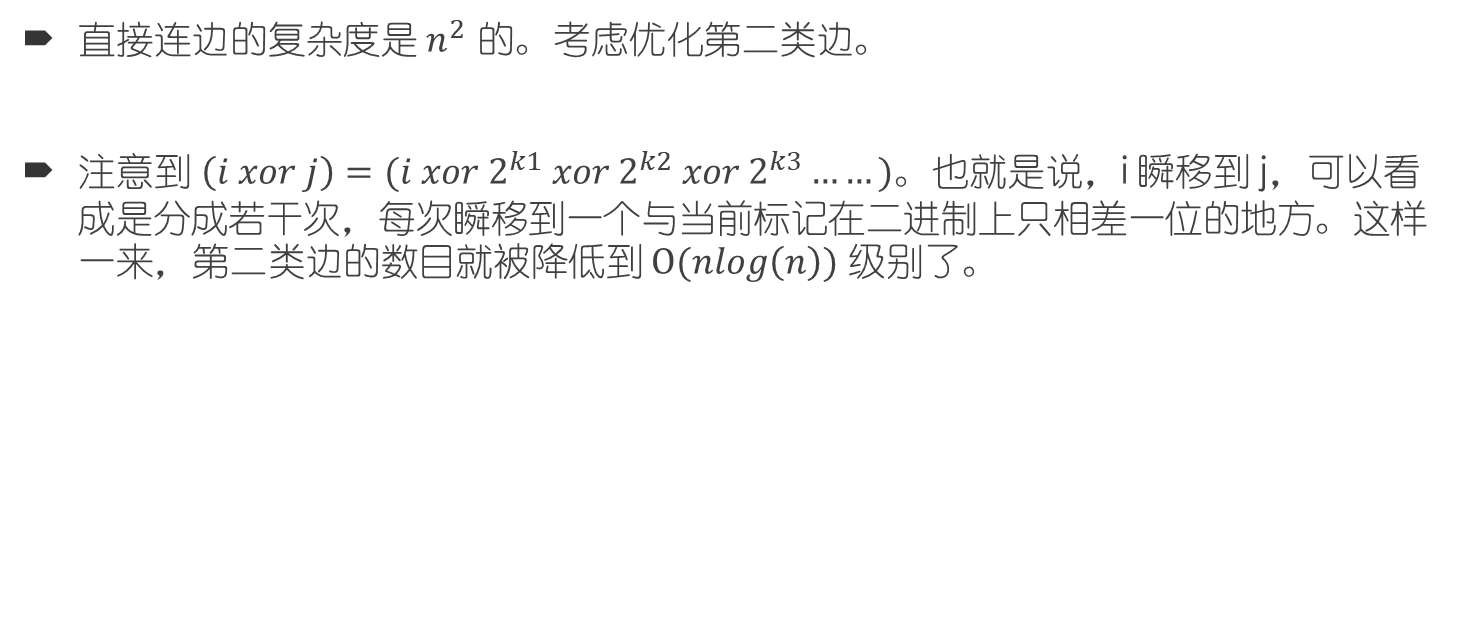 直接连边的复杂度是 n² 的。考虑优化第二类边。
注意到 (i xor j) = (i xor 2^{k1} xor 2^{k2} xor 2^{k3} ... ...)。也就是说，i 瞬移到 j，可以看
成是分成若干次，每次瞬移到一个与当前标记在二进制上只相差一位的地方。这样
一来，第二类边的数目就被降低到 O(nlog(n)) 级别了。